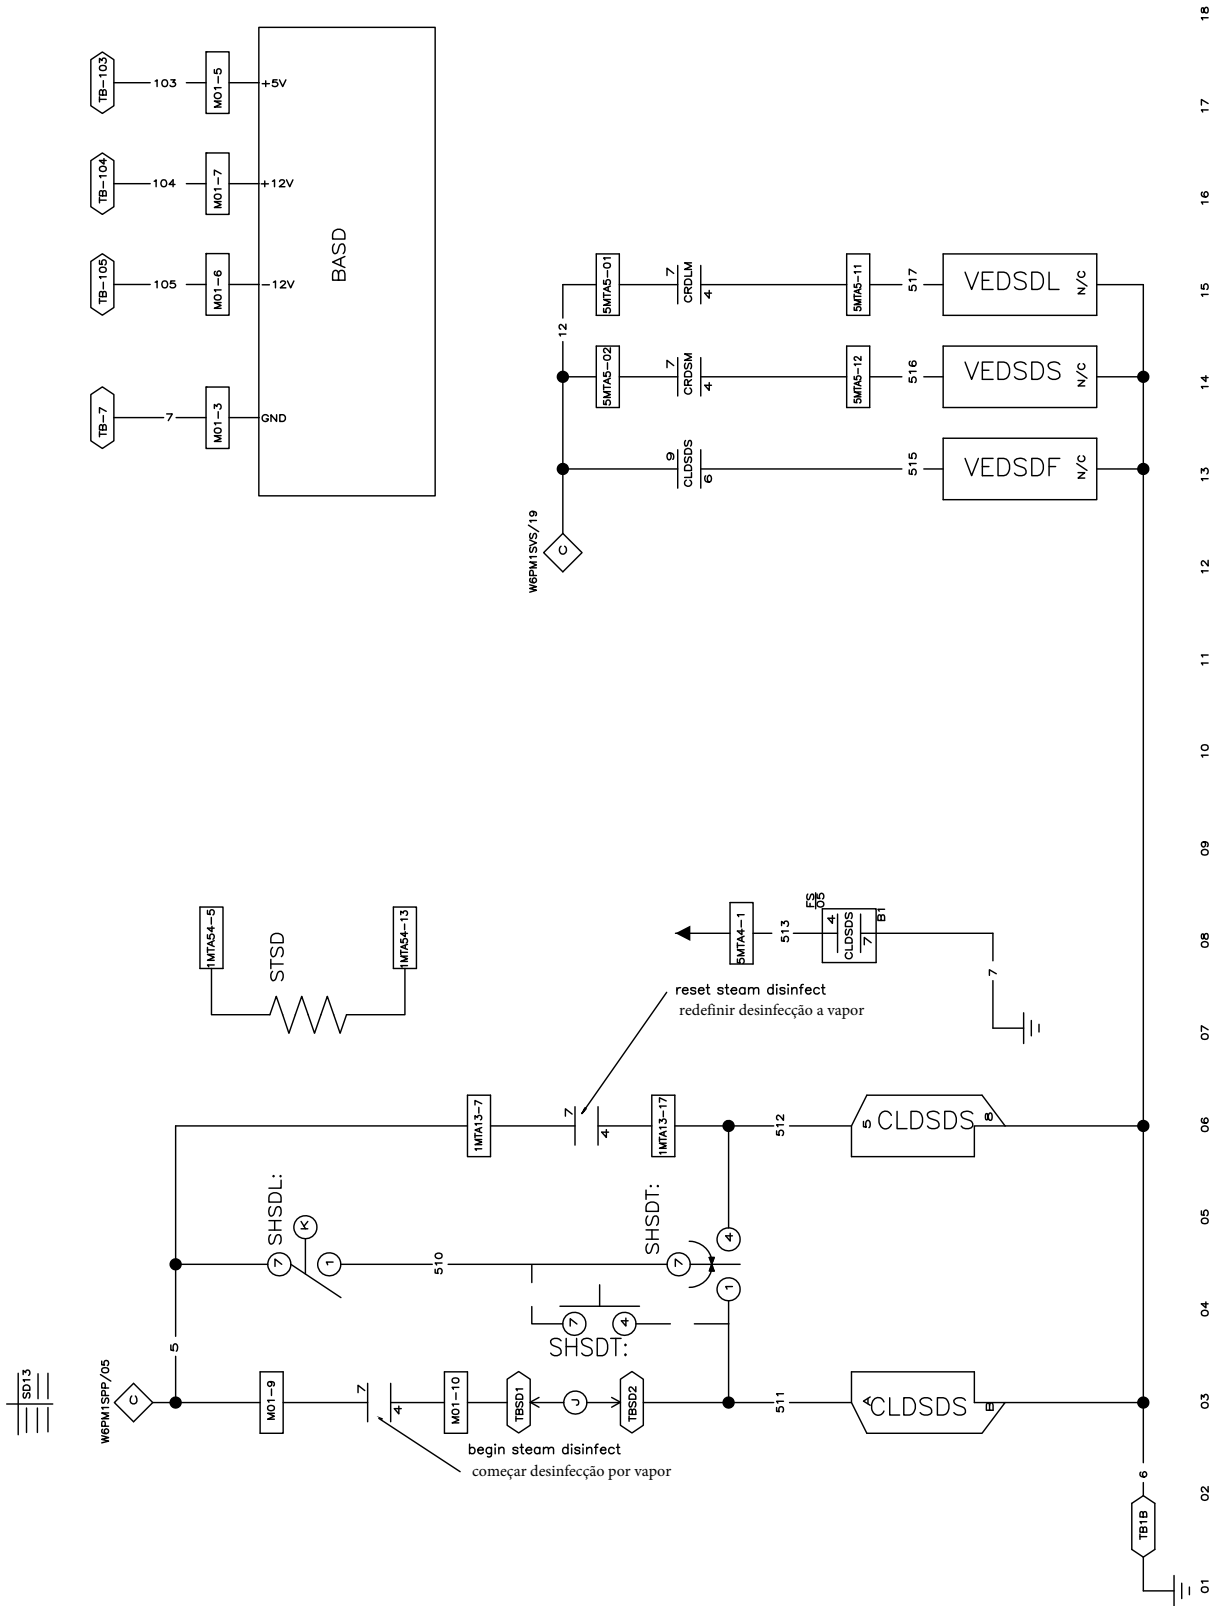 18
17
16
15
14
13
12
11
10
09
08
07
06
05
04
03
02
01
TB-103
103
M01-5
+5V
TB-104
104
M01-7
+12V
TB-105
105
M01-6
-12V
TB-7
7
M01-3
GND
BASD
12
5MTA5-01
7
CRDLM
4
5MTA5-11
517
VEDSDL
N/C
5MTA5-02
7
CRDSM
4
5MTA5-12
516
VEDSDS
N/C
9
CLDSDS
6
515
VEDSDF
N/C
W6PM1SVS/19
C
1MTA54-5
STSD
1MTA54-13
5MTA4-1
513
FS
05
4
CLDSDS
7
B1
7
reset steam disinfect
redefinir desinfecção a vapor
1MTA13-7
7
4
1MTA13-17
512
5
CLDSDS
8
SHSDL:
7
K
1
510
SHSDT:
7
4
1
7
4
SHSDT:
5
SD13
W6PM1SPP/05
C
M01-9
7
4
M01-10
TBSD1
J
TBSD2
511
A
CLDSDS
B
begin steam disinfect
começar desinfecção por vapor
6
TB1B